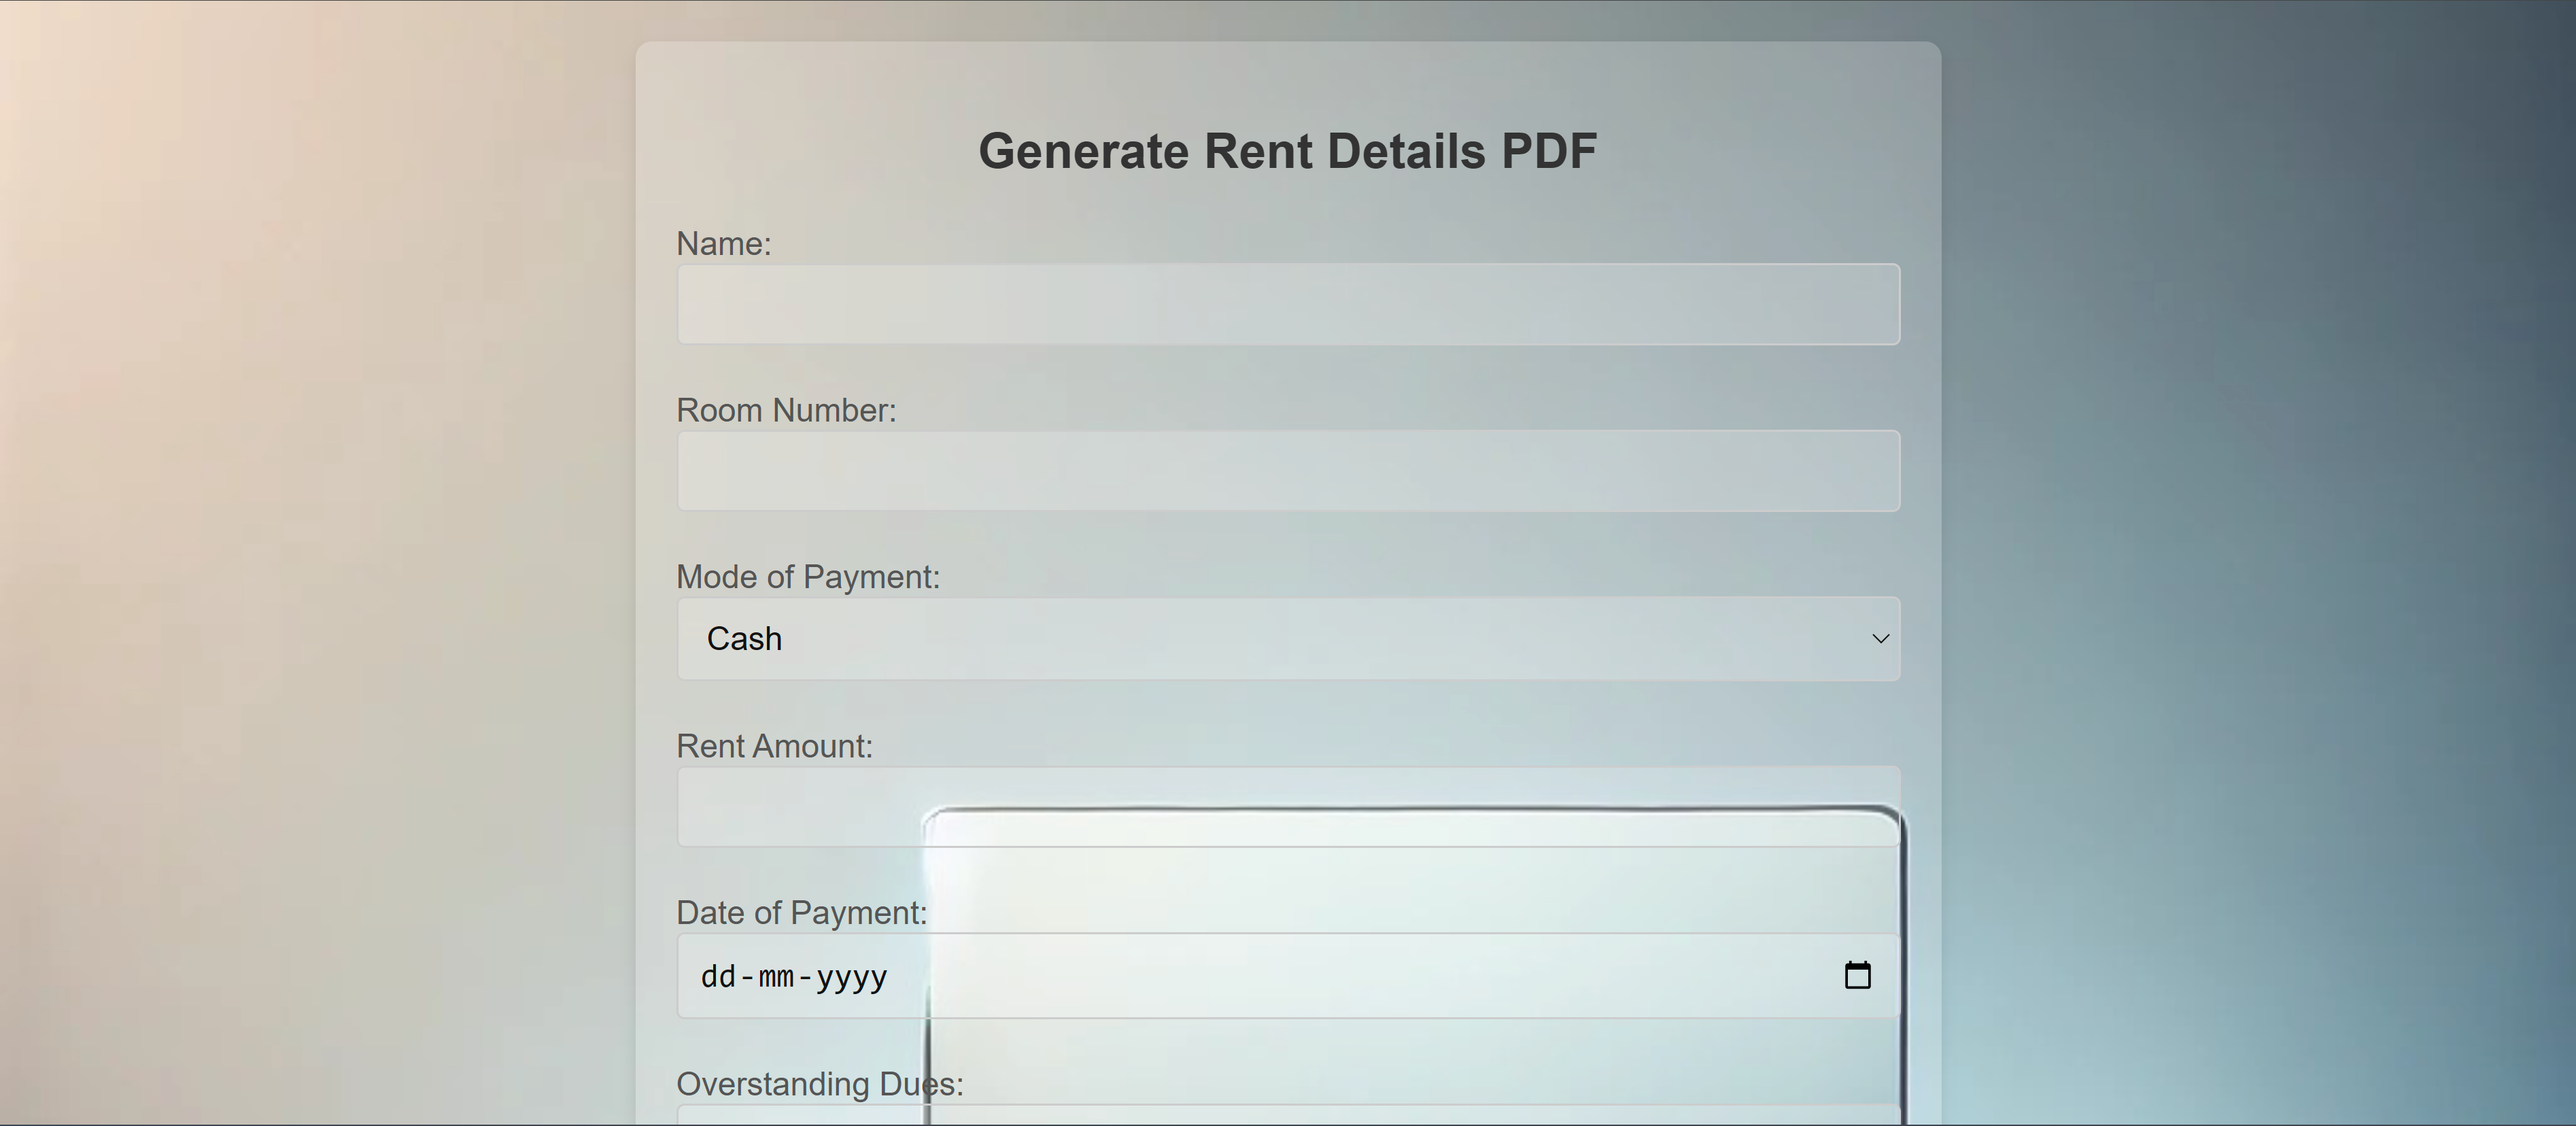 Generate Rent Details PDF
Name:
Room Number:
Mode of Payment:
Cash
Rent Amount:
Date of Payment:
dd-mm-yyyy
Overstanding Dues: